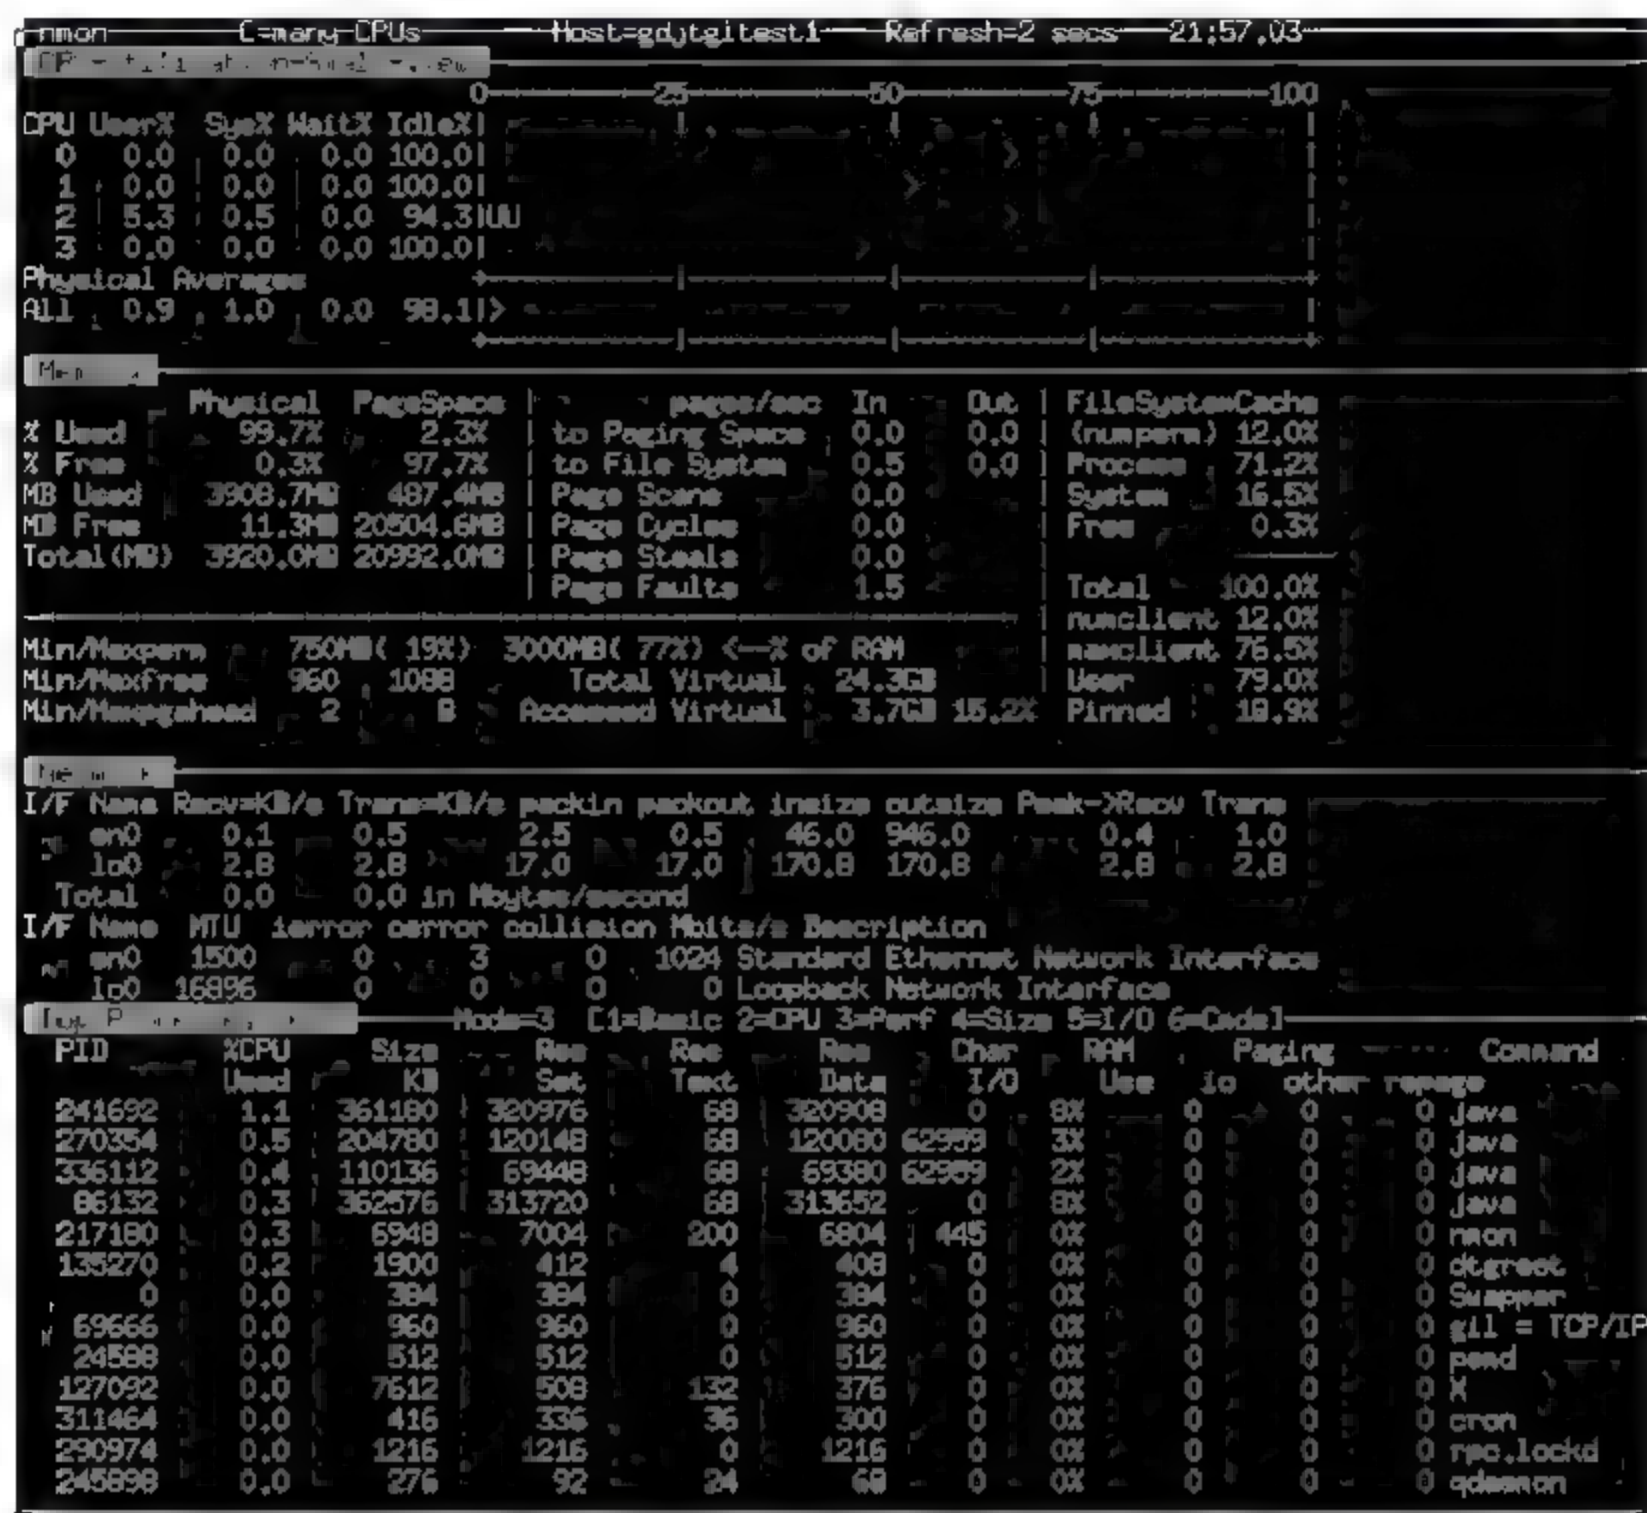 nmon C=many CPUs Host=gdjtgitest1 Refresh=2 secs 21:57.03
0 25 50 75 100
CPU User% Sys% Wait% Idle%|
0 0.0 0.0 0.0 100.0| >
1 0.0 0.0 0.0 100.0| >
2 5.3 0.5 0.0 94.3|UU >
3 0.0 0.0 0.0 100.0| >
Physical Averages
All 0.9 1.0 0.0 98.1|>
Memory
Physical PageSpace | pages/sec In Out | FileSystemCache
% Used 99.7% 2.3% | to Paging Space 0.0 0.0 | (numperm) 12.0%
% Free 0.3% 97.7% | to File System 0.5 0.0 | Process 71.2%
MB Used 3908.7MB 487.4MB | Page Scans 0.0 | System 16.5%
MB Free 11.3MB 20504.6MB | Page Cycles 0.0 | Free 0.3%
Total(MB) 3920.0MB 20992.0MB | Page Steals 0.0 |
| Page Faults 1.5 | Total 100.0%
numclient 12.0%
Min/Maxperm 750MB( 19%) 3000MB( 77%) <--% of RAM | maxclient 76.5%
Min/Maxfree 960 1088 Total Virtual 24.3GB | User 79.0%
Min/Maxpgahead 2 8 Accessed Virtual 3.7GB 15.2% Pinned 18.9%
Network
I/F Name Recv=KB/s Trans=KB/s packin packout insize outsize Peak->Recv Trans
en0 0.1 0.5 2.5 0.5 46.0 946.0 0.4 1.0
lo0 2.8 2.8 17.0 17.0 170.8 170.8 2.8 2.8
Total 0.0 0.0 in Mbytes/second
I/F Name MTU ierror oerror collision Mbits/s Description
en0 1500 0 3 0 1024 Standard Ethernet Network Interface
lo0 16896 0 0 0 0 Loopback Network Interface
Mode=3 [1=Basic 2=CPU 3=Perf 4=Size 5=I/O 6=Cmds]
PID %CPU Size Res Res Res Char RAM Paging Command
Used KB Set Text Data I/O Use io other repage
241692 1.1 361180 320976 68 320908 0 8% 0 0 0 java
270354 0.5 204780 120148 68 120080 62959 3% 0 0 0 java
336112 0.4 110136 69448 68 69380 62959 2% 0 0 0 java
86132 0.3 362576 313720 68 313652 0 8% 0 0 0 java
217180 0.3 6948 7004 200 6804 445 0% 0 0 0 nmon
135270 0.2 1900 412 4 408 0 0% 0 0 0 dtgreet
0 0.0 384 384 0 384 0 0% 0 0 0 Swapper
69666 0.0 960 960 0 960 0 0% 0 0 0 gil = TCP/IP
24588 0.0 512 512 0 512 0 0% 0 0 0
127092 0.0 7612 508 132 376 0 0% 0 0 0 X
311464 0.0 416 336 36 300 0 0% 0 0 0 cron
290974 0.0 1216 1216 0 1216 0 0% 0 0 0 rpc.lockd
245898 0.0 276 92 24 68 0 0% 0 0 0 qdaemon